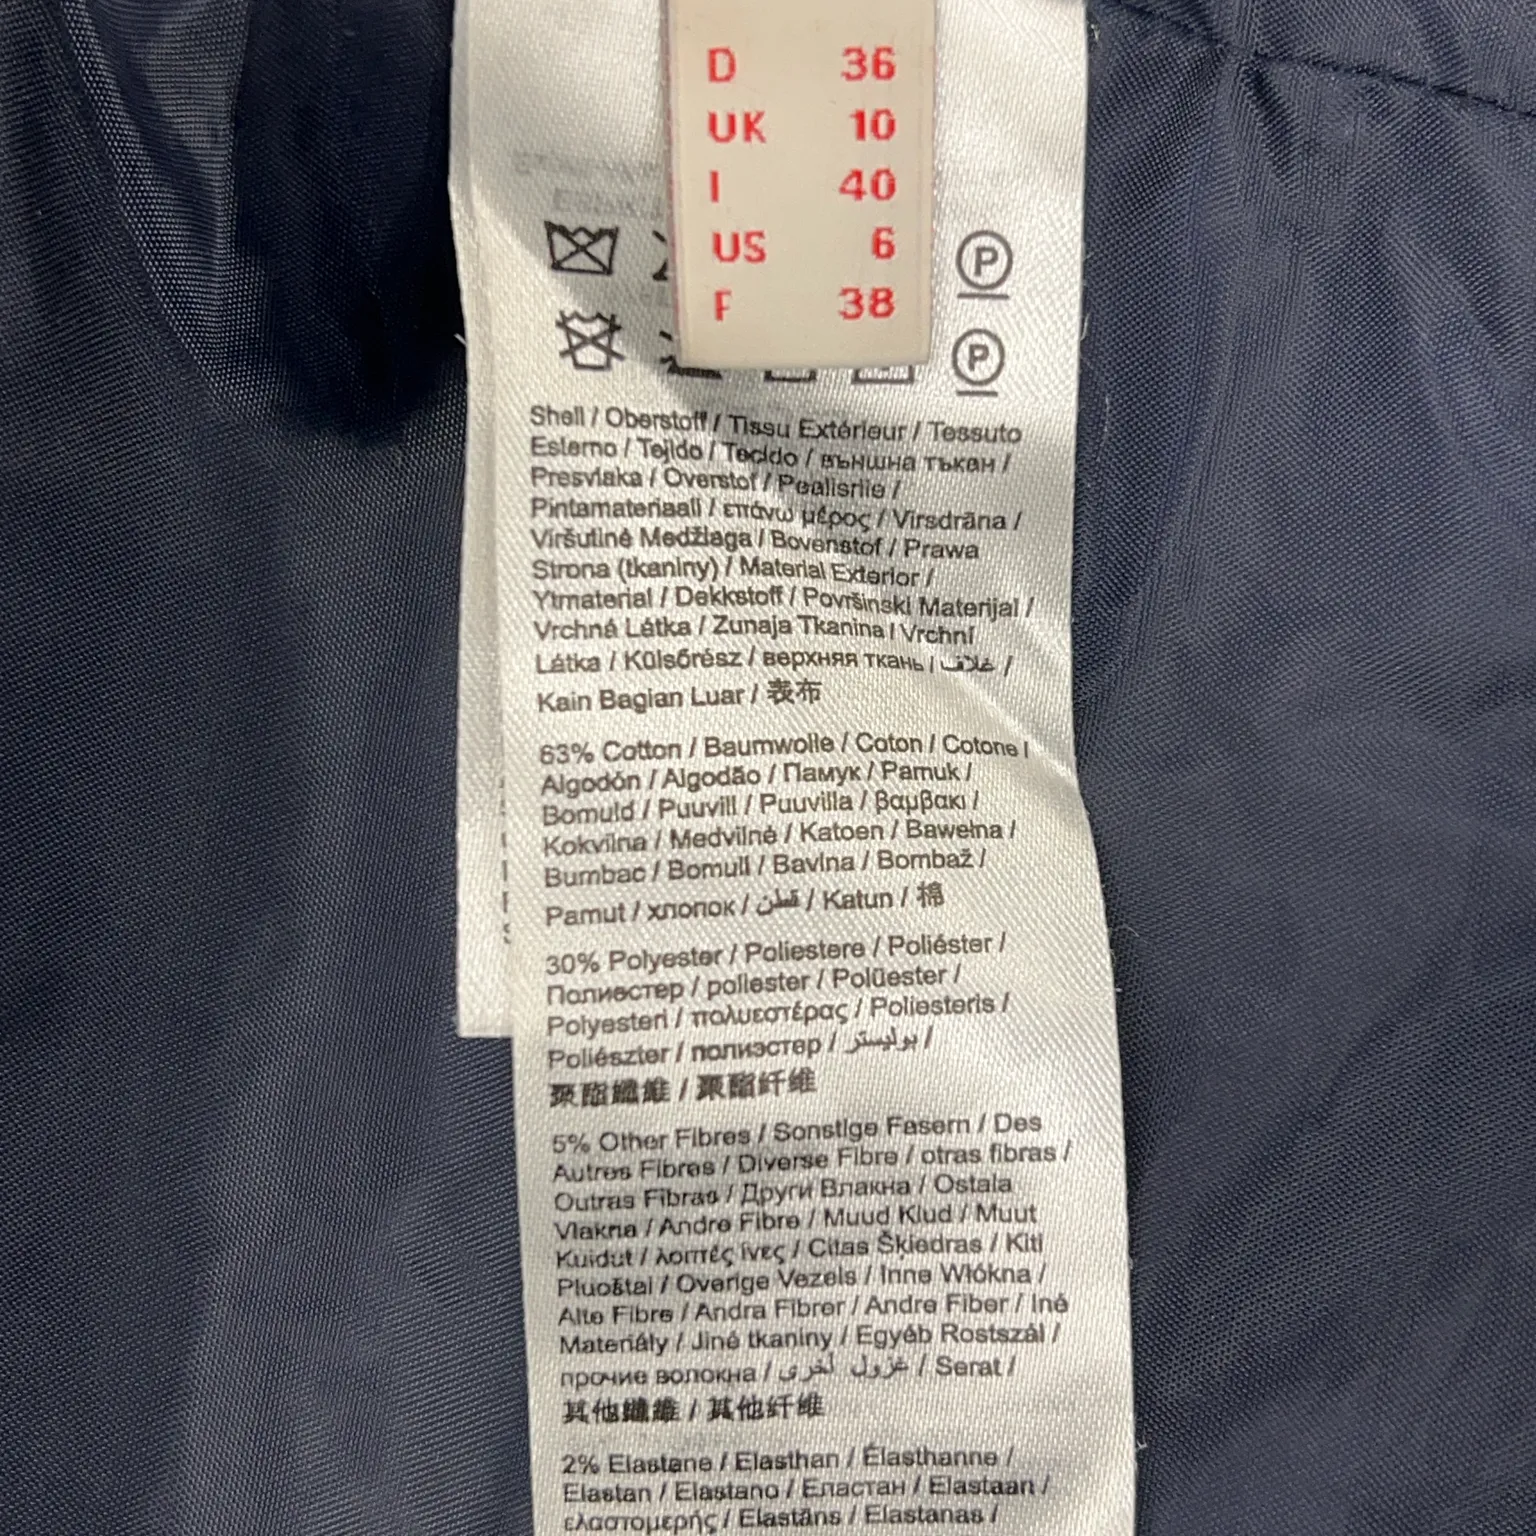 D 36
UK 10
I 40
US 6
F 38
P
P
Shell / Oberstoff / Tissu Extérieur / Tessuto
Esterno / Tejido / Tecido / външна тъкан /
Presvlaka / Overstof / Pealisriie /
Pintamateriaali / επάνω μέρος / Virsdrāna /
Viršutinė Medžiaga / Bovenstof / Prawa
Strona (tkaniny) / Material Exterior /
Ytmaterial / Dekkstoff / Površinski Materijal /
Vrchná Látka / Zunaja Tkanina / Vrchní
Látka / Külsőrész / верхняя ткань / غلاف /
Kain Bagian Luar / 表布
63% Cotton / Baumwolle / Coton / Cotone /
Algodón / Algodão / Памук / Pamuk /
Bomuld / Puuvill / Puuvilla / βαμβακι /
Kokvilna / Medvilnė / Katoen / Bawełna /
Bumbac / Bomull / Bavlna / Bombaž /
Pamut / хлопок / قطن / Katun / 棉
30% Polyester / Poliestere / Poliéster /
Полиестер / poliester / Polüester /
Polyesteri / πολυεστέρας / Poliesteris /
Poliészter / полиэстер / بوليستر /
聚酯纖維 / 聚酯纤维
5% Other Fibres / Sonstige Fasern / Des
Autres Fibres / Diverse Fibre / otras fibras /
Outras Fibras / Други Влакна / Ostala
Vlakna / Andre Fibre / Muud Kiud / Muut
Kuidut / λοιπές ίνες / Citas Šķiedras / Kiti
Pluoštai / Overige Vezels / Inne Włókna /
Alte Fibre / Andra Fibrer / Andre Fiber / Iné
Materiály / Jiné tkaniny / Egyéb Rostszál /
прочие волокна / غزول أخرى / Serat /
其他纖維 / 其他纤维
2% Elastane / Elasthan / Élasthanne /
Elastan / Elastano / Еластан / Elastaan /
ελαστομερής / Elastāns / Elastanas /